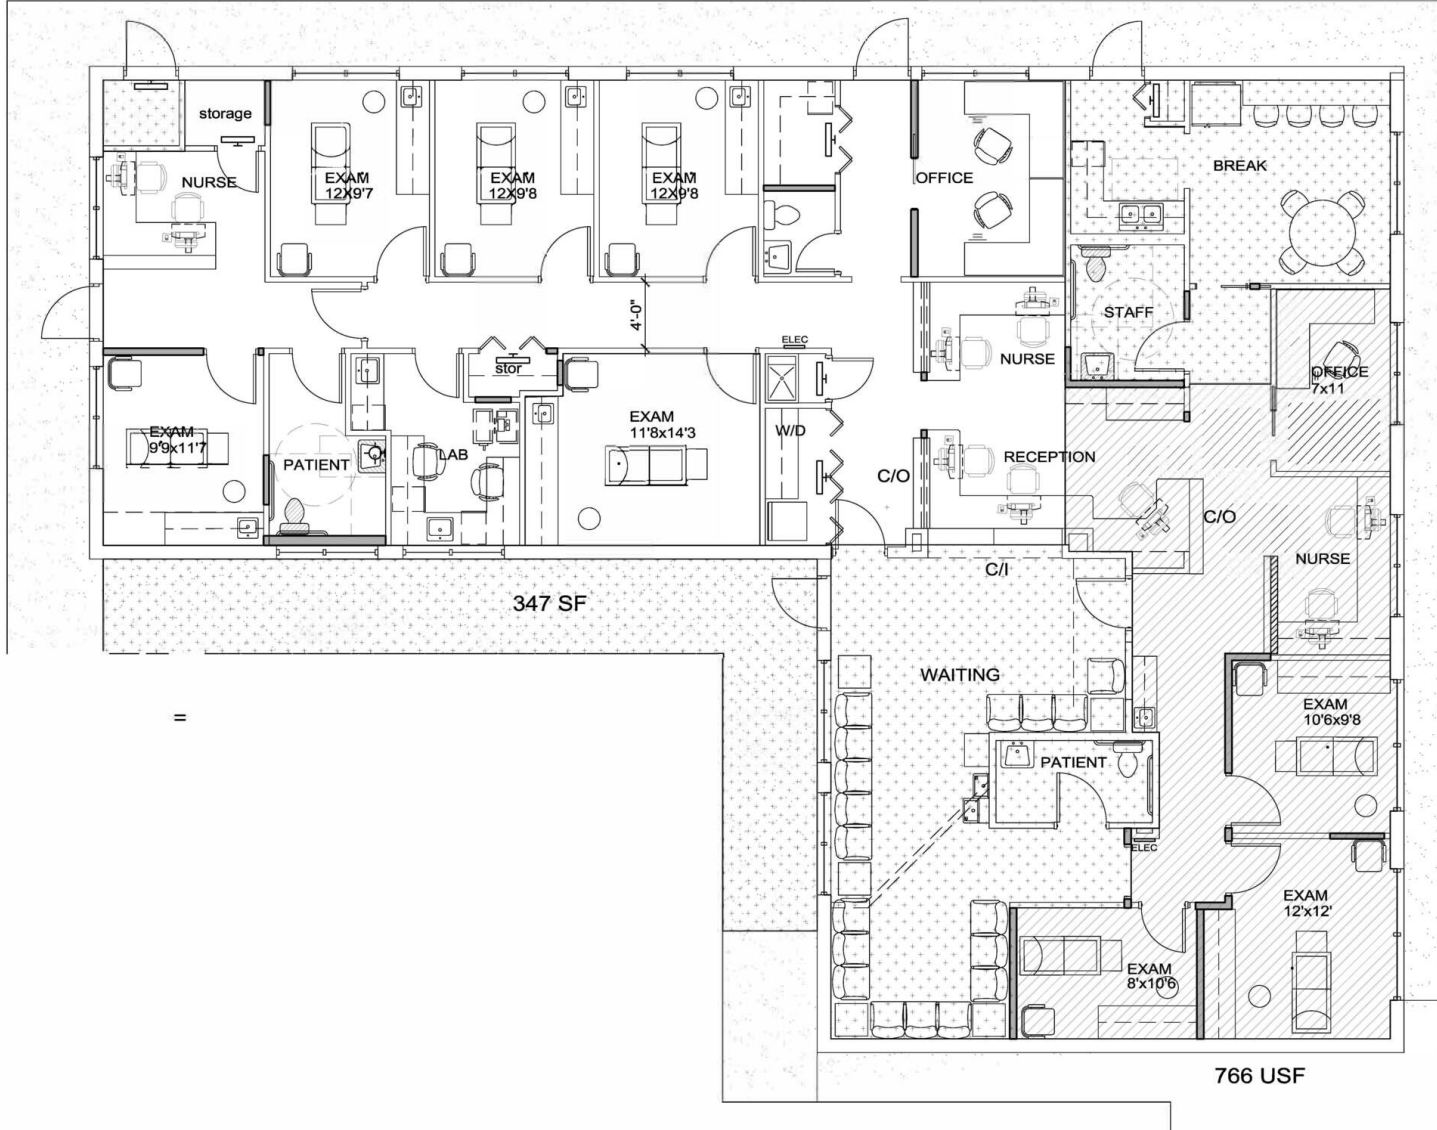 storage
NURSE
EXAM
12X9'7
EXAM
12X9'8
EXAM
12X9'8
OFFICE
BREAK
STAFF
4'-0"
ELEC
NURSE
OFFICE
7'x11
stor
EXAM
9'9x11'7
PATIENT
LAB
EXAM
11'8x14'3
W/D
C/O
RECEPTION
C/O
NURSE
C/I
347 SF
WAITING
=
EXAM
10'6x9'8
PATIENT
ELEC
EXAM
12'x12'
EXAM
8'x10'6
766 USF